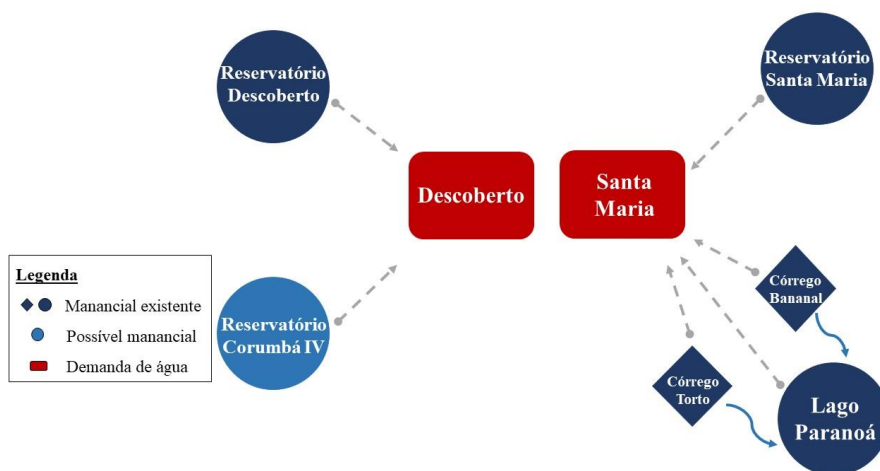 Reservatório
Descoberto
Reservatório
Santa Maria
Descoberto
Santa
Maria
Legenda
Manancial existente
Possível manancial
Demanda de água
Reservatório
Corumbá IV
Córrego
Bananal
Córrego
Torto
Lago
Paranoá